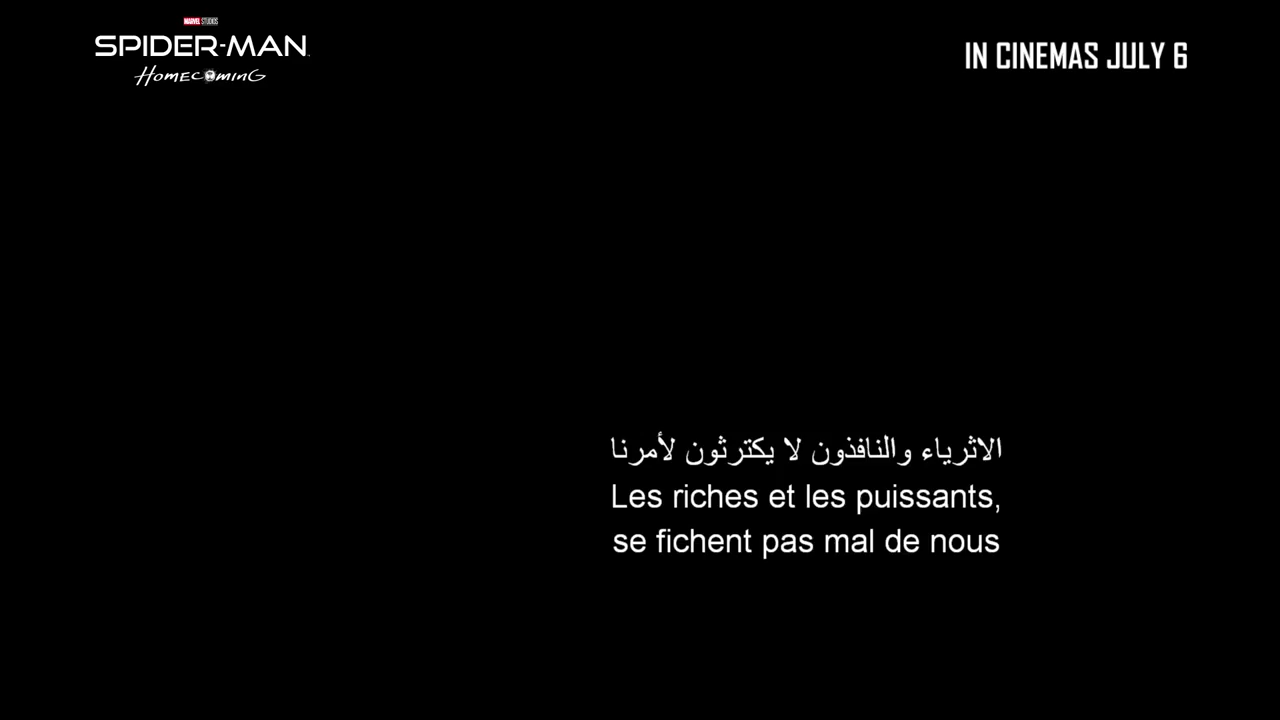 MARVEL STUDIOS
SPIDER-MAN
HOMECOMING
IN CINEMAS JULY 6
الاثرياء والنافذون لا يكترثون لأمرنا
Les riches et les puissants,
se fichent pas mal de nous